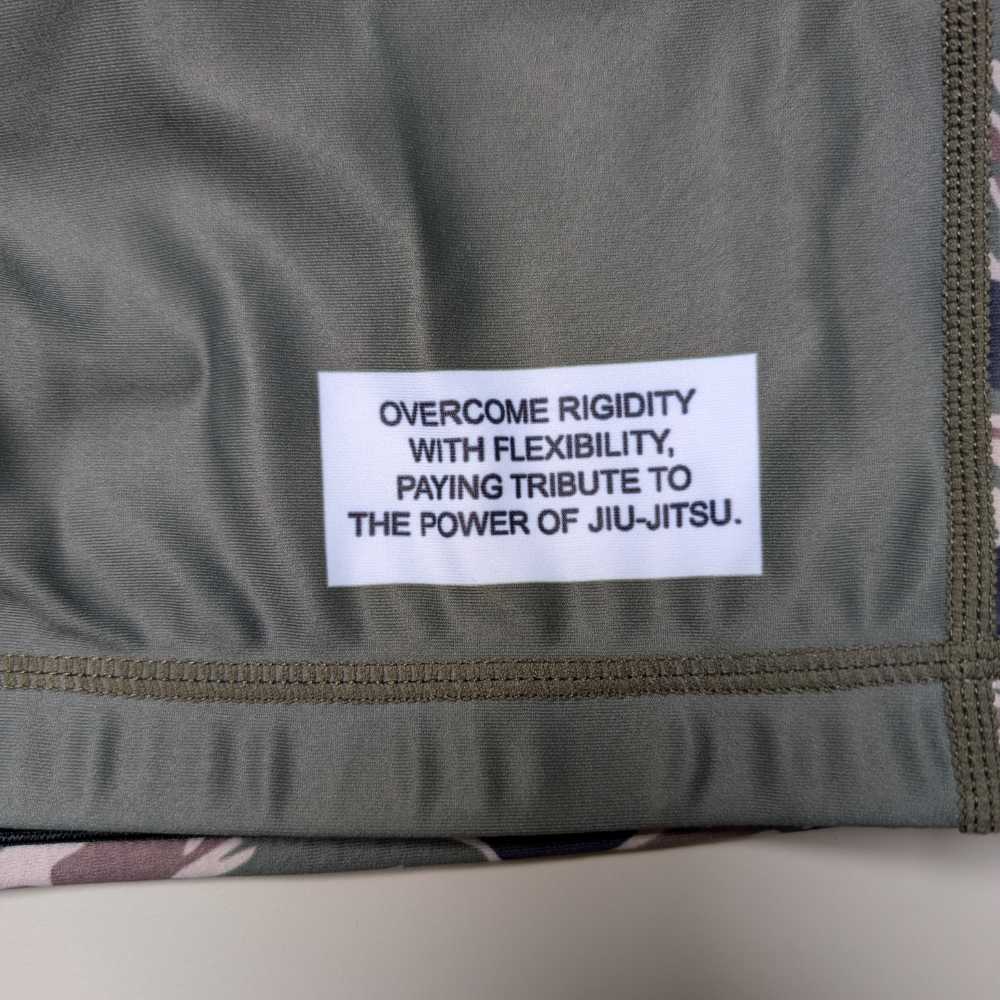 OVERCOME RIGIDITY
WITH FLEXIBILITY,
PAYING TRIBUTE TO
THE POWER OF JIU-JITSU.